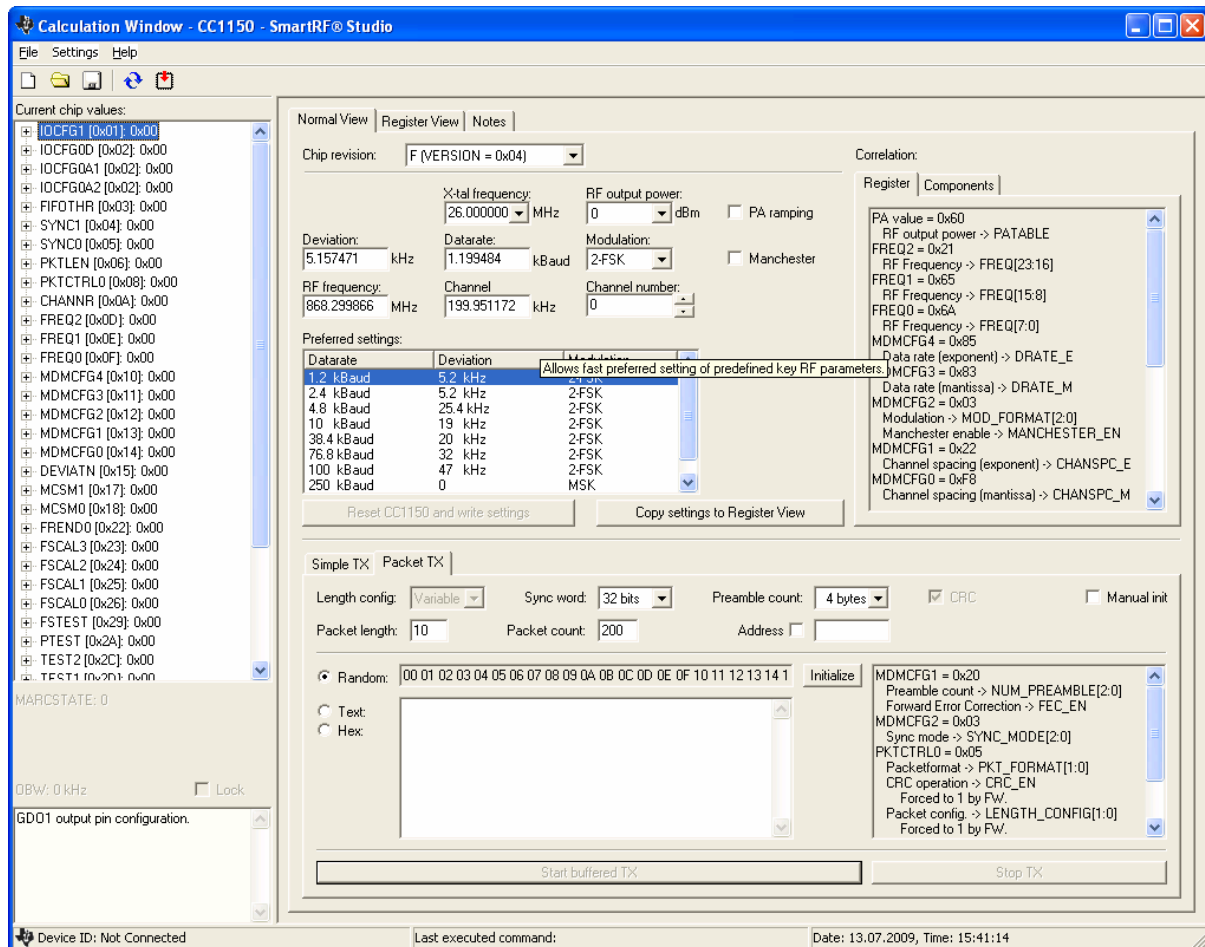 Calculation Window - CC1150 - SmartRF® Studio
File Settings Help
Current chip values:
IOCFG1 [0x01]: 0x00
IOCFG0D [0x02]: 0x00
IOCFG0A1 [0x02]: 0x00
IOCFG0A2 [0x02]: 0x00
FIFOTHR [0x03]: 0x00
SYNC1 [0x04]: 0x00
SYNC0 [0x05]: 0x00
PKTLEN [0x06]: 0x00
PKTCTRL0 [0x08]: 0x00
CHANNR [0x0A]: 0x00
FREQ2 [0x0D]: 0x00
FREQ1 [0x0E]: 0x00
FREQ0 [0x0F]: 0x00
MDMCFG4 [0x10]: 0x00
MDMCFG3 [0x11]: 0x00
MDMCFG2 [0x12]: 0x00
MDMCFG1 [0x13]: 0x00
MDMCFG0 [0x14]: 0x00
DEVIATN [0x15]: 0x00
MCSM1 [0x17]: 0x00
MCSM0 [0x18]: 0x00
FREND0 [0x22]: 0x00
FSCAL3 [0x23]: 0x00
FSCAL2 [0x24]: 0x00
FSCAL1 [0x25]: 0x00
FSCAL0 [0x26]: 0x00
FSTEST [0x29]: 0x00
PTEST [0x2A]: 0x00
TEST2 [0x2C]: 0x00
TEST1 [0x2D]: 0x00
MARCSTATE: 0
OBW: 0 kHz Lock
GDO1 output pin configuration.
Normal View Register View Notes
Chip revision: F (VERSION = 0x04)
X-tal frequency: RF output power:
26.000000 MHz 0 dBm PA ramping
Deviation: Datarate: Modulation:
5.157471 kHz 1.199484 kBaud 2-FSK Manchester
RF frequency: Channel Channel number:
868.299866 MHz 199.951172 kHz 0
Preferred settings:
Datarate Deviation Modulation
Allows fast preferred setting of predefined key RF parameters.
1.2 kBaud 5.2 kHz 2-FSK
2.4 kBaud 5.2 kHz 2-FSK
4.8 kBaud 25.4 kHz 2-FSK
10 kBaud 19 kHz 2-FSK
38.4 kBaud 20 kHz 2-FSK
76.8 kBaud 32 kHz 2-FSK
100 kBaud 47 kHz 2-FSK
250 kBaud 0 MSK
Reset CC1150 and write settings Copy settings to Register View
Correlation:
Register Components
PA value = 0x60
RF output power -> PATABLE
FREQ2 = 0x21
RF Frequency -> FREQ[23:16]
FREQ1 = 0x65
RF Frequency -> FREQ[15:8]
FREQ0 = 0x6A
RF Frequency -> FREQ[7:0]
MDMCFG4 = 0x85
Data rate (exponent) -> DRATE_E
MDMCFG3 = 0x83
Data rate (mantissa) -> DRATE_M
MDMCFG2 = 0x03
Modulation -> MOD_FORMAT[2:0]
Manchester enable -> MANCHESTER_EN
MDMCFG1 = 0x22
Channel spacing (exponent) -> CHANSPC_E
MDMCFG0 = 0xF8
Channel spacing (mantissa) -> CHANSPC_M
Simple TX Packet TX
Length config: Variable Sync word: 32 bits Preamble count: 4 bytes CRC Manual init
Packet length: 10 Packet count: 200 Address
Random: 00 01 02 03 04 05 06 07 08 09 0A 0B 0C 0D 0E 0F 10 11 12 13 14 1 Initialize
Text:
Hex:
MDMCFG1 = 0x20
Preamble count -> NUM_PREAMBLE[2:0]
Forward Error Correction -> FEC_EN
MDMCFG2 = 0x03
Sync mode -> SYNC_MODE[2:0]
PKTCTRL0 = 0x05
Packetformat -> PKT_FORMAT[1:0]
CRC operation -> CRC_EN
Forced to 1 by FW.
Packet config. -> LENGTH_CONFIG[1:0]
Forced to 1 by FW.
Start buffered TX Stop TX
Device ID: Not Connected Last executed command: Date: 13.07.2009, Time: 15:41:14